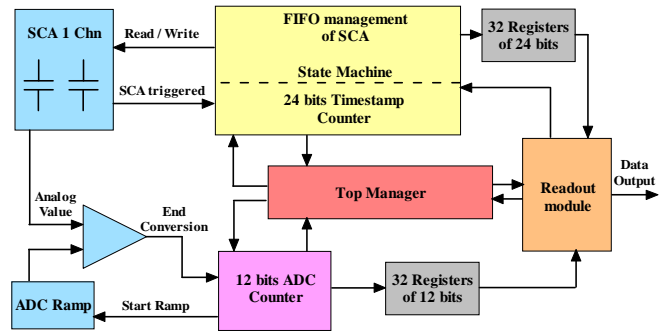 SCA 1 Chn
Read / Write
SCA triggered
FIFO management
of SCA
State Machine
24 bits Timestamp
Counter
32 Registers
of 24 bits
Analog
Value
End
Conversion
Top Manager
Readout
module
Data
Output
ADC Ramp
Start Ramp
12 bits ADC
Counter
32 Registers
of 12 bits